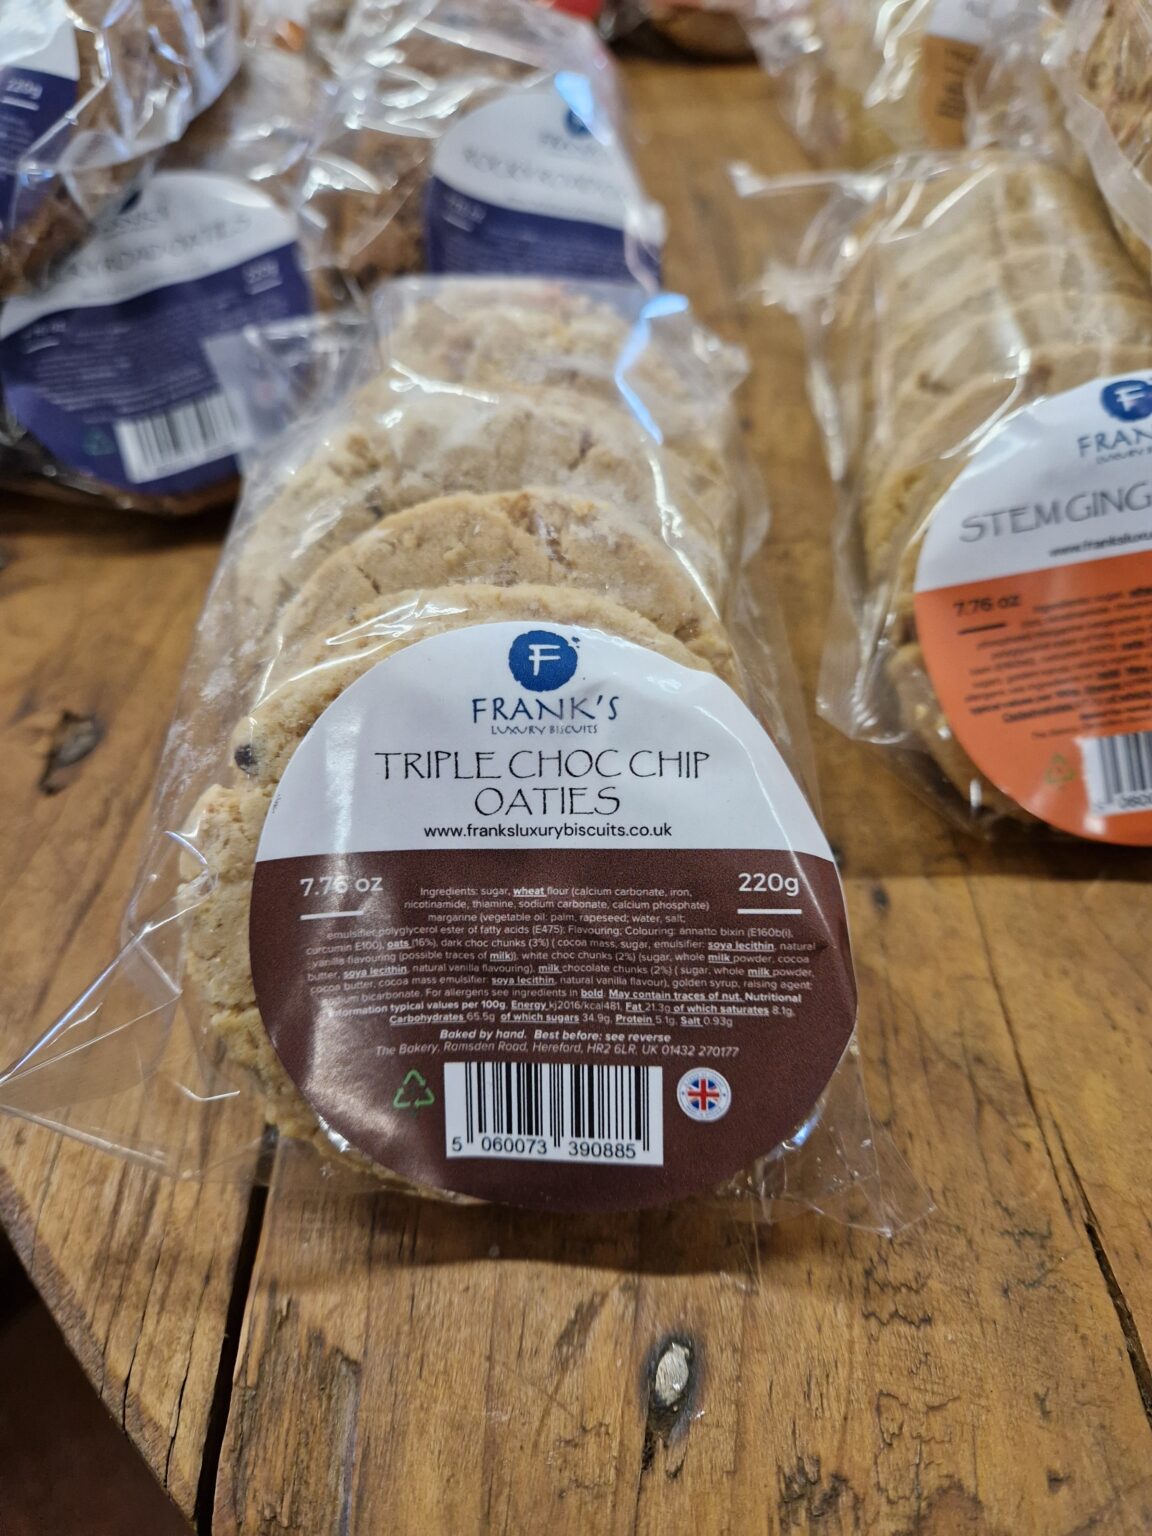 220g
F
FRANK'S
LUXURY BISCUITS
TRIPLE CHOC CHIP
OATIES
www.franksluxurybiscuits.co.uk
7.76 oz
220g
Ingredients: sugar, wheat flour (calcium carbonate, iron,
nicotinamide, thiamine, sodium carbonate, calcium phosphate)
margarine (vegetable oil: palm, rapeseed; water, salt;
emulsifier polyglycerol ester of fatty acids (E475); Flavouring; Colouring: annatto bixin (E160b(i),
curcumin E100), oats (16%), dark choc chunks (3%) ( cocoa mass, sugar, emulsifier: soya lecithin, natural
vanilla flavouring (possible traces of milk)), white choc chunks (2%) (sugar, whole milk powder, cocoa
butter, soya lecithin, natural vanilla flavouring), milk chocolate chunks (2%) ( sugar, whole milk powder,
cocoa butter, cocoa mass emulsifier: soya lecithin, natural vanilla flavour), golden syrup, raising agent:
sodium bicarbonate. For allergens see ingredients in bold. May contain traces of nut. Nutritional
information typical values per 100g. Energy kj2016/kcal481, Fat 21.3g of which saturates 8.1g,
Carbohydrates 65.5g of which sugars 34.9g, Protein 5.1g, Salt 0.93g
Baked by hand. Best before: see reverse
The Bakery, Ramsden Road, Hereford, HR2 6LR, UK 01432 270177
5 060073 390885
F
FRAN
STEM GING
7.76 oz